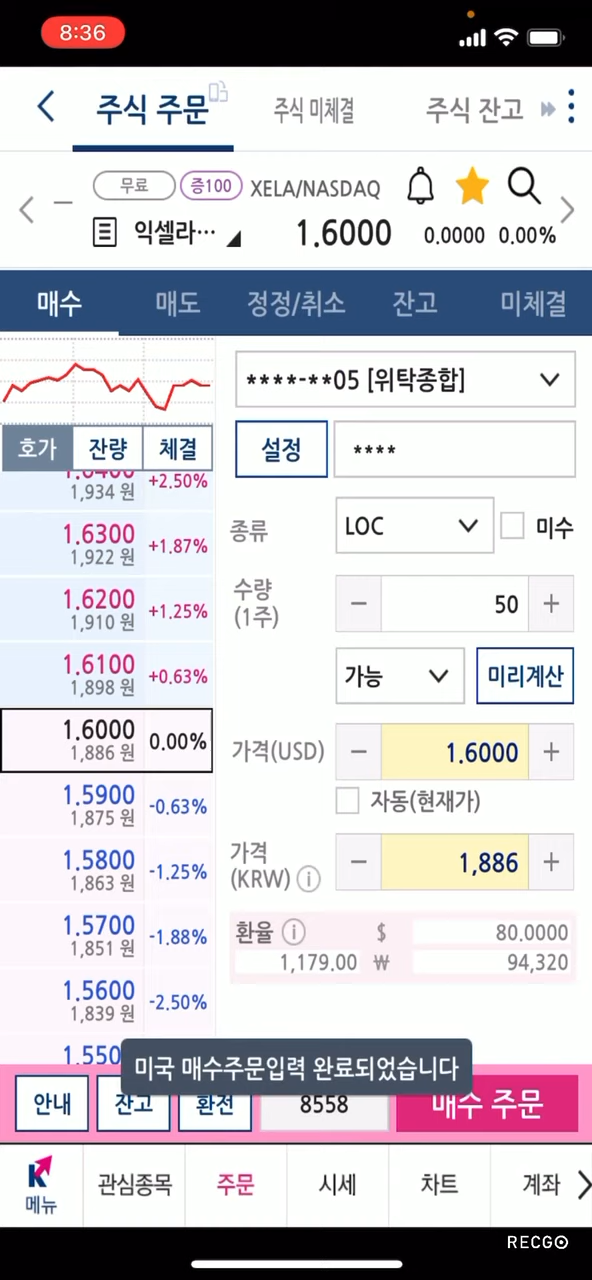 8:36
주식 주문
주식 미체결
주식 잔고
무료
증100
XELA/NASDAQ
익셀라…
1.6000
0.0000 0.00%
매수
매도
정정/취소
잔고
미체결
****-**05 [위탁종합]
호가
잔량
체결
설정
****
1.6400
1,934 원
+2.50%
1.6300
1,922 원
+1.87%
1.6200
1,910 원
+1.25%
1.6100
1,898 원
+0.63%
1.6000
1,886 원
0.00%
1.5900
1,875 원
-0.63%
1.5800
1,863 원
-1.25%
1.5700
1,851 원
-1.88%
1.5600
1,839 원
-2.50%
1.550
종류
LOC
미수
수량
(1주)
50
가능
미리계산
가격(USD)
1.6000
자동(현재가)
가격
(KRW)
1,886
환율
$
80.0000
1,179.00
₩
94,320
미국 매수주문입력 완료되었습니다
안내
잔고
환전
8558
매수 주문
메뉴
관심종목
주문
시세
차트
계좌
RECGO